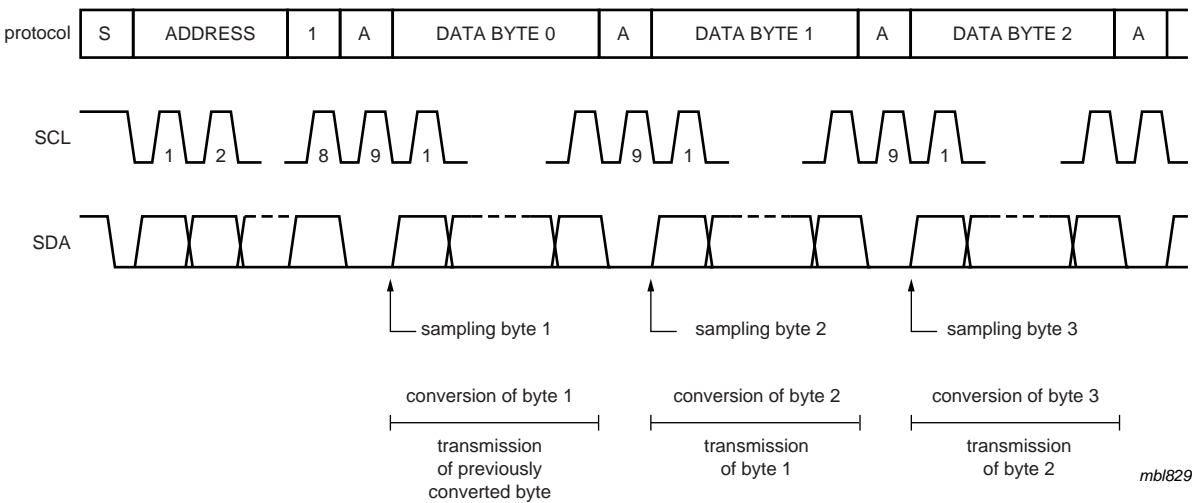 protocol S ADDRESS 1 A DATA BYTE 0 A DATA BYTE 1 A DATA BYTE 2 A
SCL 1 2 8 9 1 9 1 9 1
SDA
sampling byte 1 sampling byte 2 sampling byte 3
conversion of byte 1 conversion of byte 2 conversion of byte 3
transmission
of previously
converted byte
transmission
of byte 1
transmission
of byte 2
mbl829